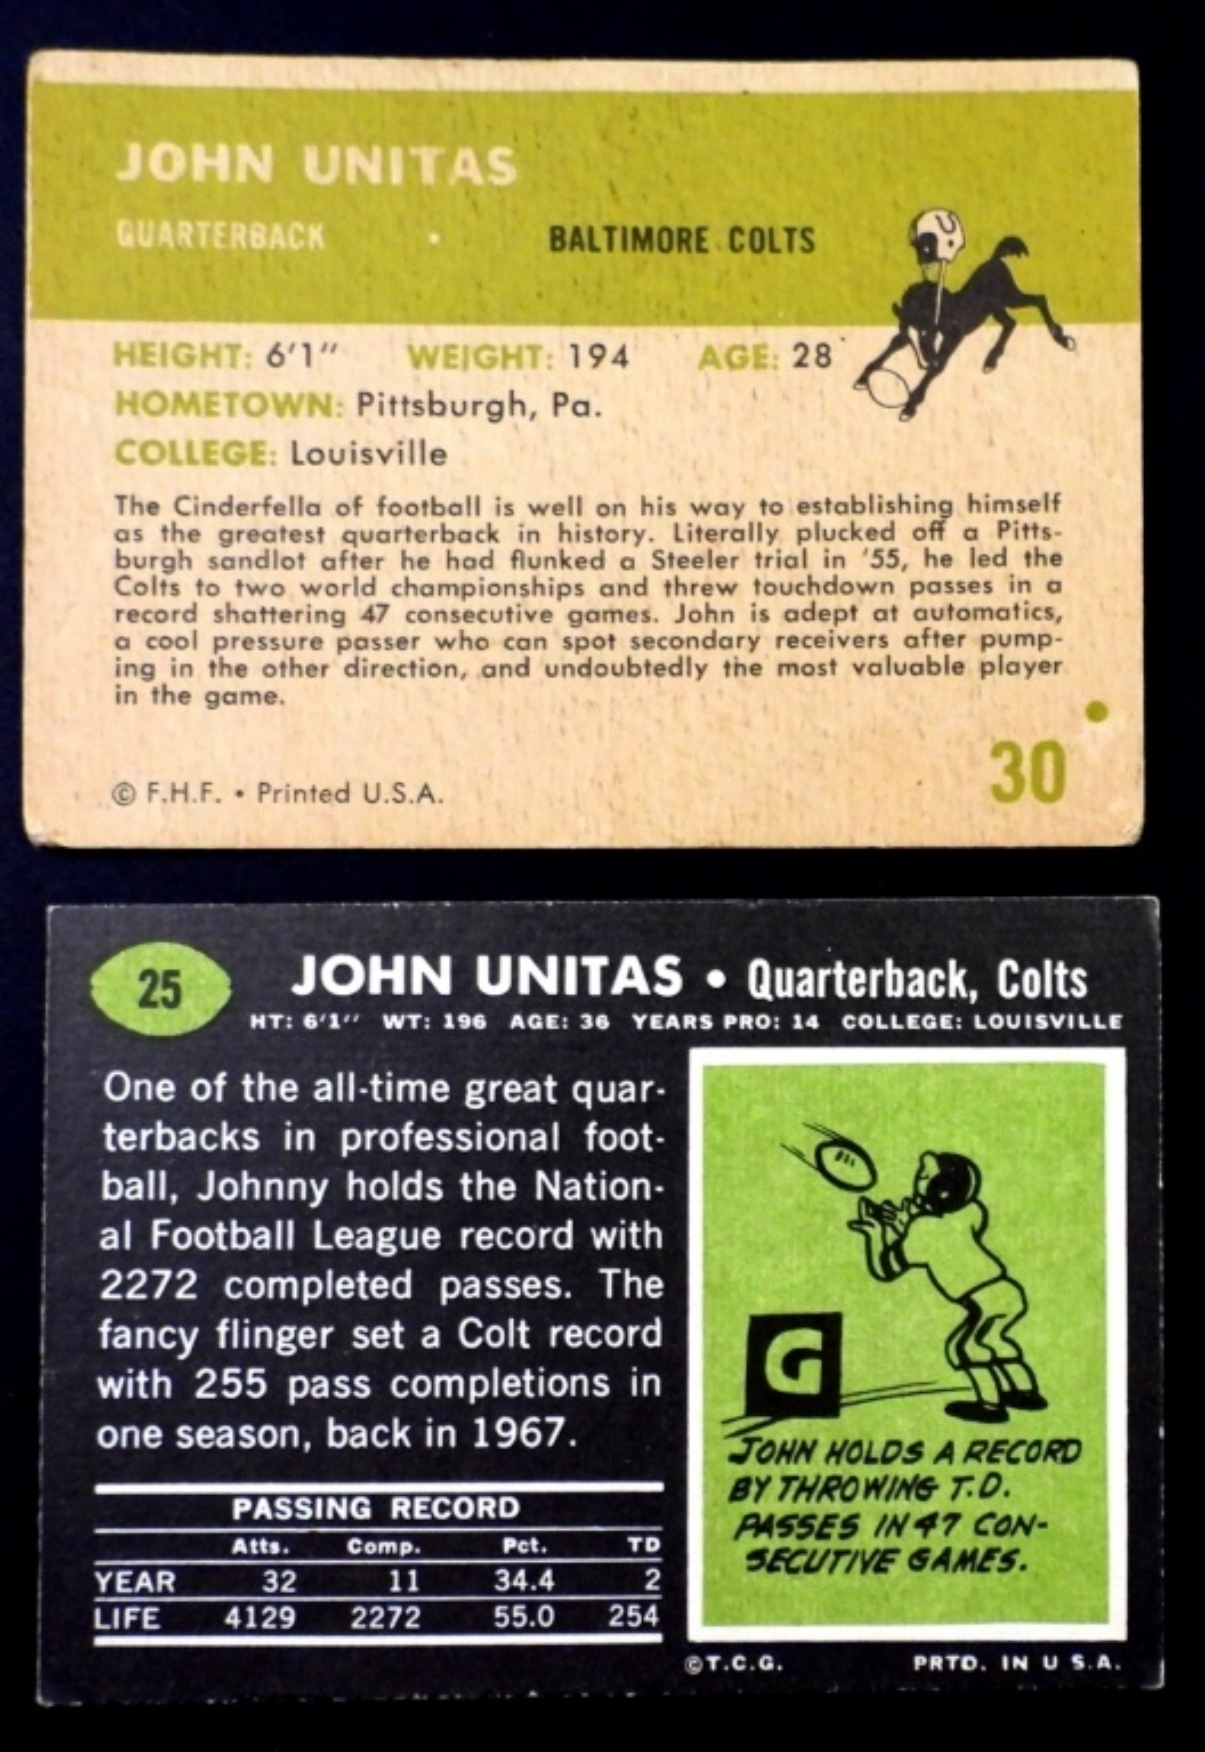 JOHN UNITAS
QUARTERBACK • BALTIMORE COLTS
HEIGHT: 6'1" WEIGHT: 194 AGE: 28
HOMETOWN: Pittsburgh, Pa.
COLLEGE: Louisville
The Cinderfella of football is well on his way to establishing himself
as the greatest quarterback in history. Literally plucked off a Pitts-
burgh sandlot after he had flunked a Steeler trial in '55, he led the
Colts to two world championships and threw touchdown passes in a
record shattering 47 consecutive games. John is adept at automatics,
a cool pressure passer who can spot secondary receivers after pump-
ing in the other direction, and undoubtedly the most valuable player
in the game.
30
© F.H.F. • Printed U.S.A.
25
JOHN UNITAS • Quarterback, Colts
HT: 6'1" WT: 196 AGE: 36 YEARS PRO: 14 COLLEGE: LOUISVILLE
One of the all-time great quar-
terbacks in professional foot-
ball, Johnny holds the Nation-
al Football League record with
2272 completed passes. The
fancy flinger set a Colt record
with 255 pass completions in
one season, back in 1967.
PASSING RECORD
Atts. Comp. Pct. TD
YEAR 32 11 34.4 2
LIFE 4129 2272 55.0 254
G
JOHN HOLDS A RECORD
BY THROWING T.D.
PASSES IN 47 CON-
SECUTIVE GAMES.
©T.C.G. PRTD. IN U S.A.